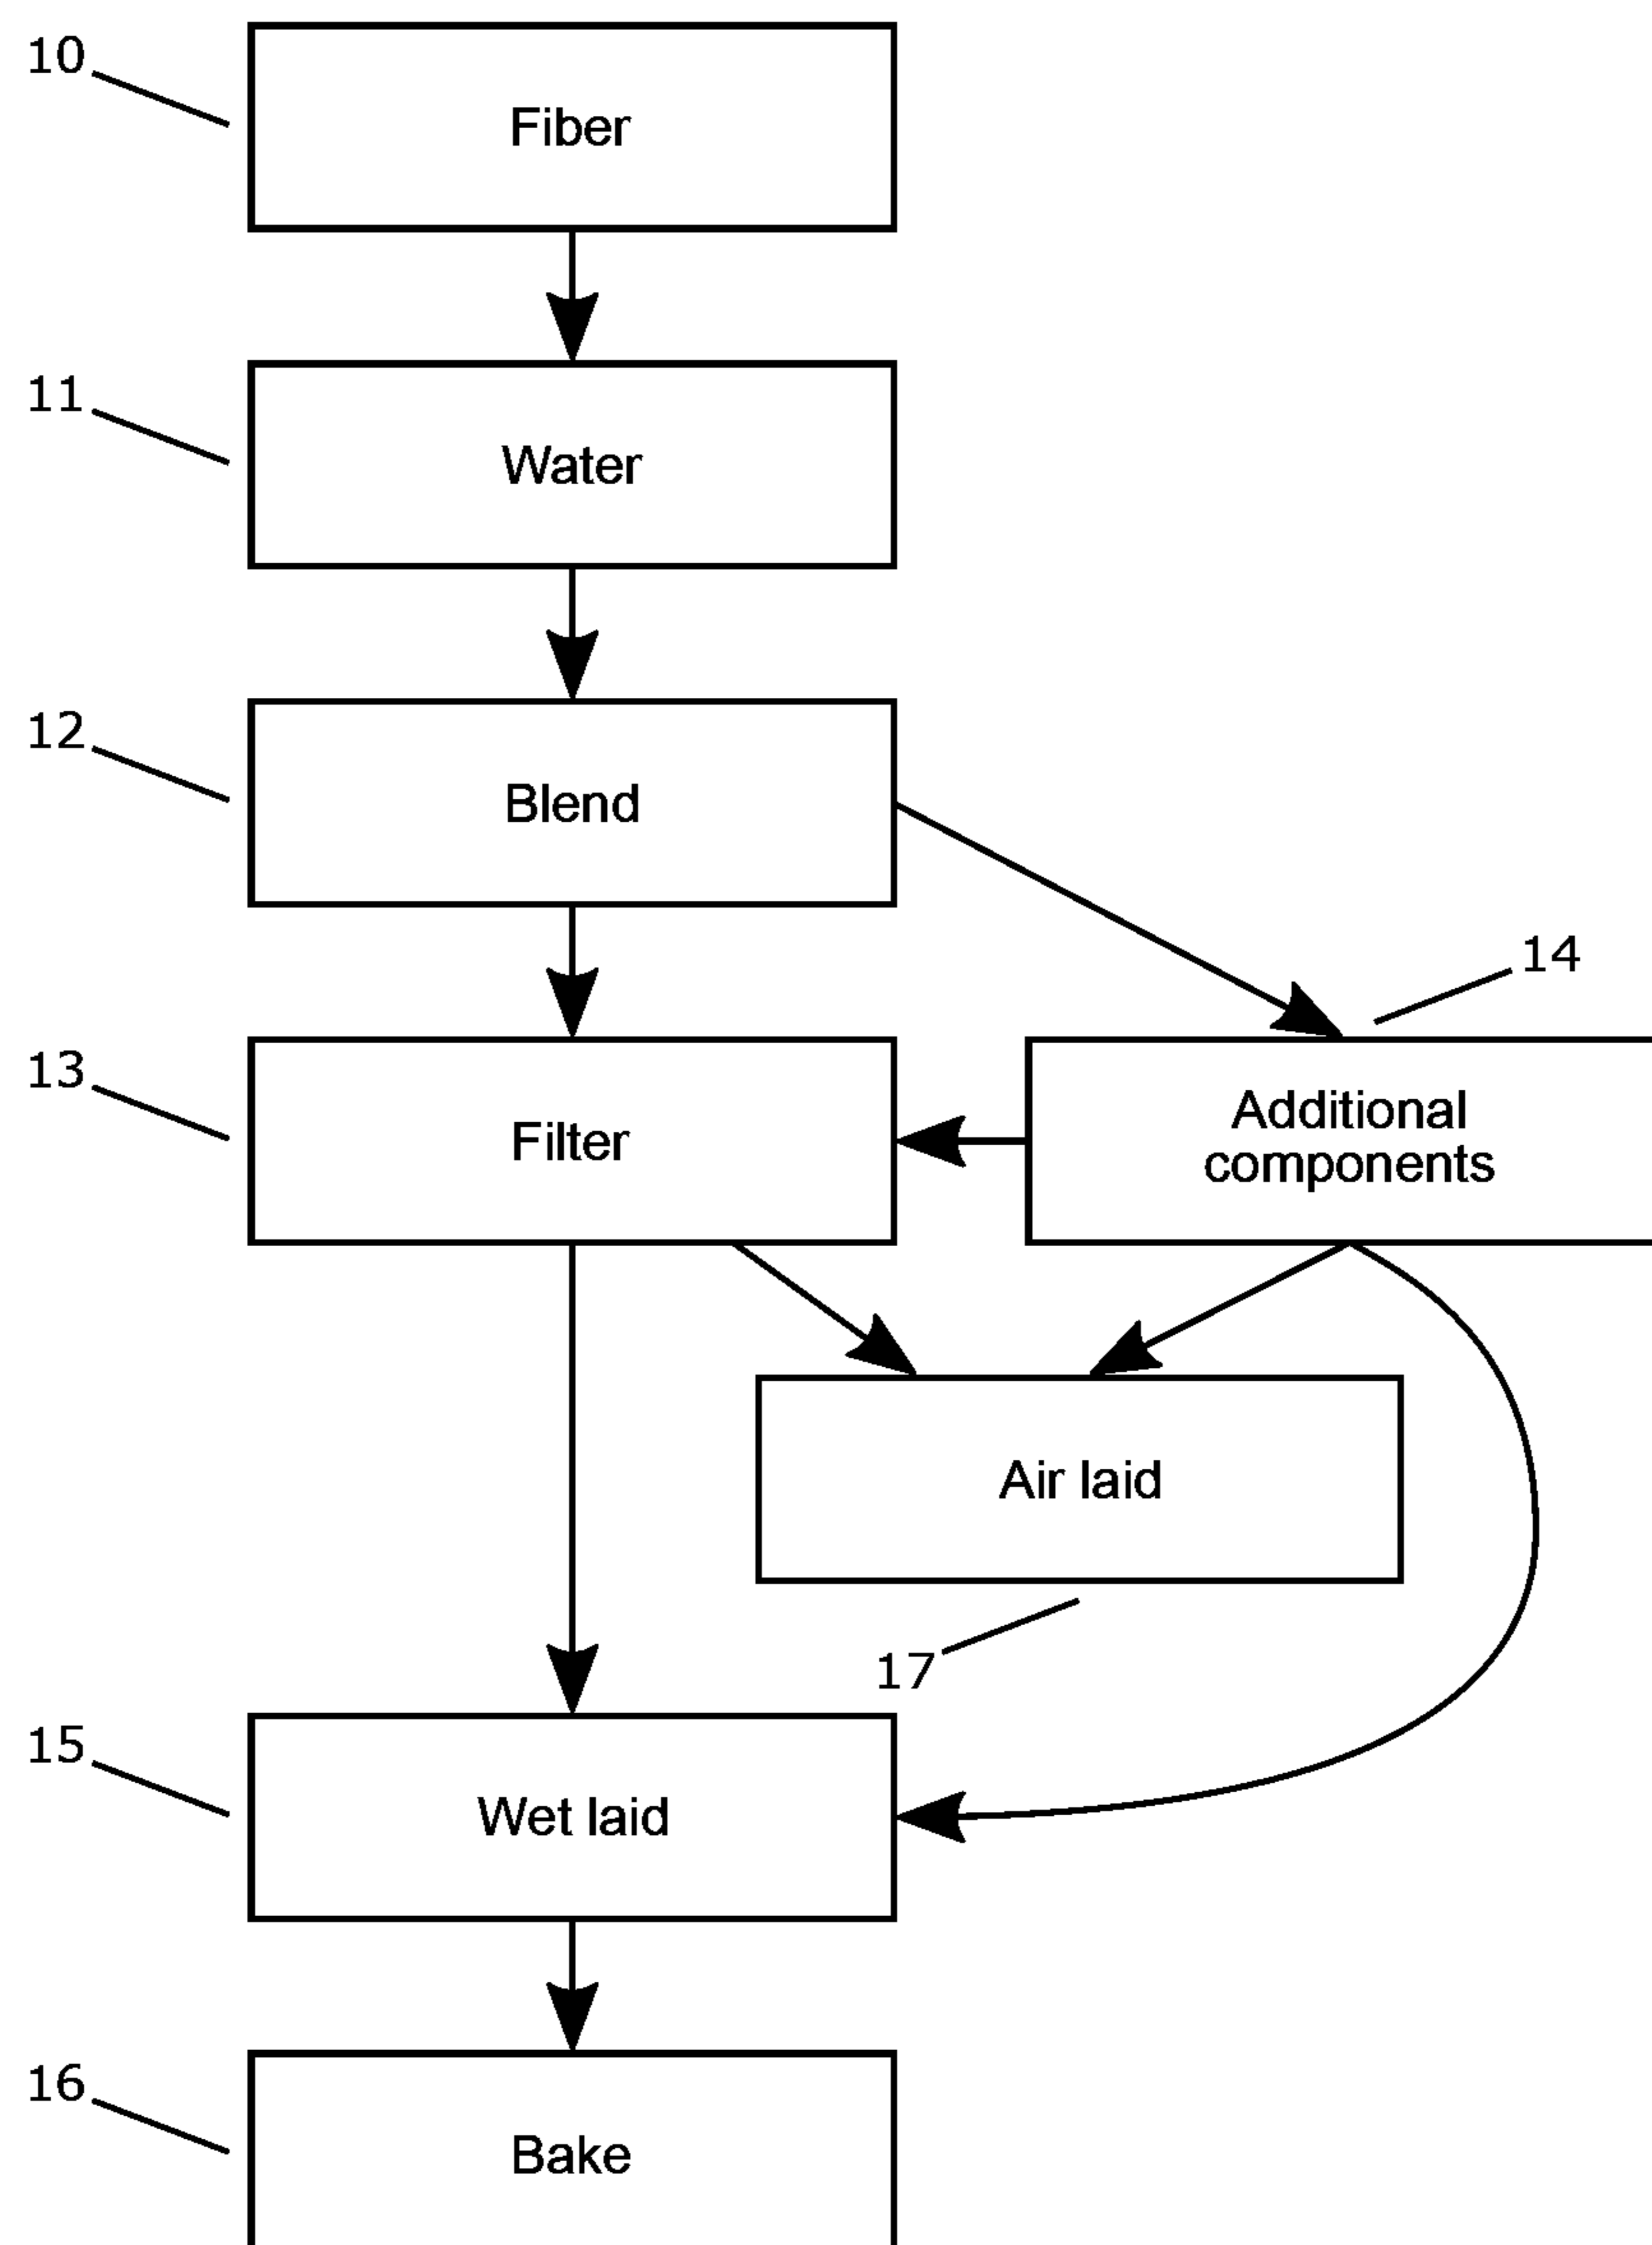 10
Fiber
11
Water
12
Blend
14
13
Filter
Additional
components
Air laid
17
15
Wet laid
16
Bake